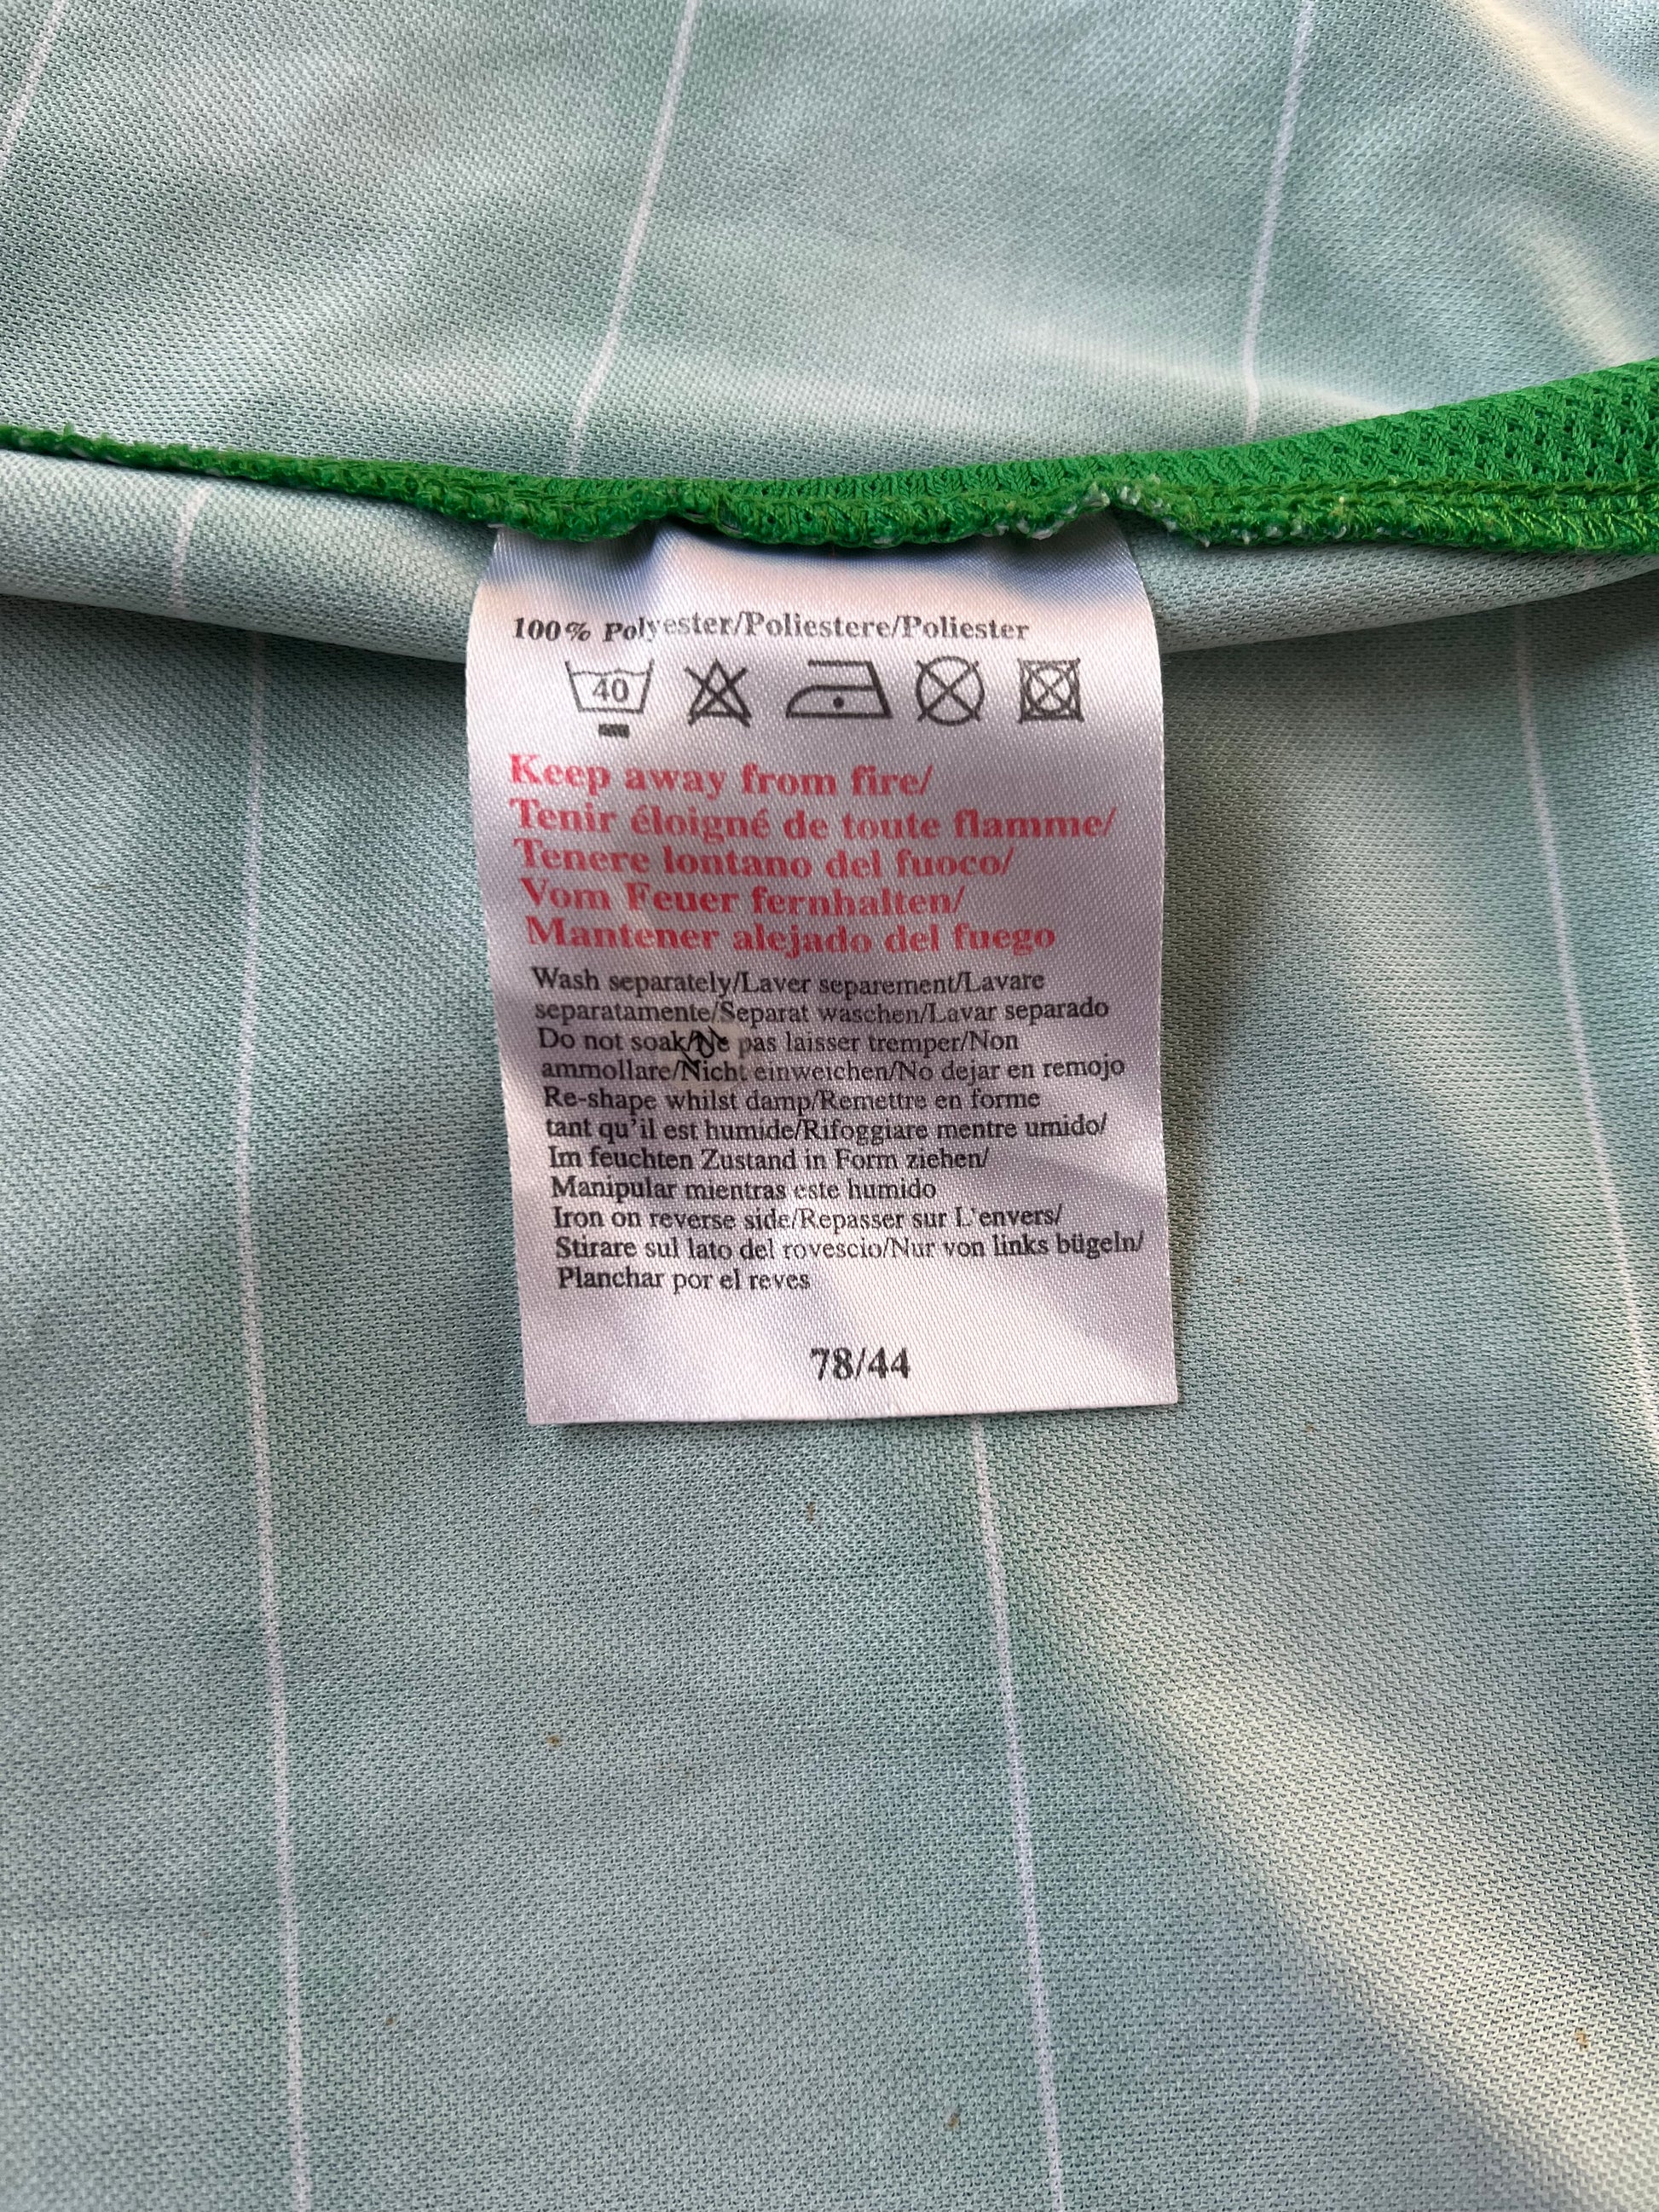 100% Polyester/Poliestere/Poliester
40
Keep away from fire/
Tenir éloigné de toute flamme/
Tenere lontano del fuoco/
Vom Feuer fernhalten/
Mantener alejado del fuego
Wash separately/Laver separement/Lavare
separatamente/Separat waschen/Lavar separado
Do not soak/Ne pas laisser tremper/Non
ammollare/Nicht einweichen/No dejar en remojo
Re-shape whilst damp/Remettre en forme
tant qu'il est humide/Rifoggiare mentre umido/
Im feuchten Zustand in Form ziehen/
Manipular mientras este humido
Iron on reverse side/Repasser sur L'envers/
Stirare sul lato del rovescio/Nur von links bügeln/
Planchar por el reves
78/44